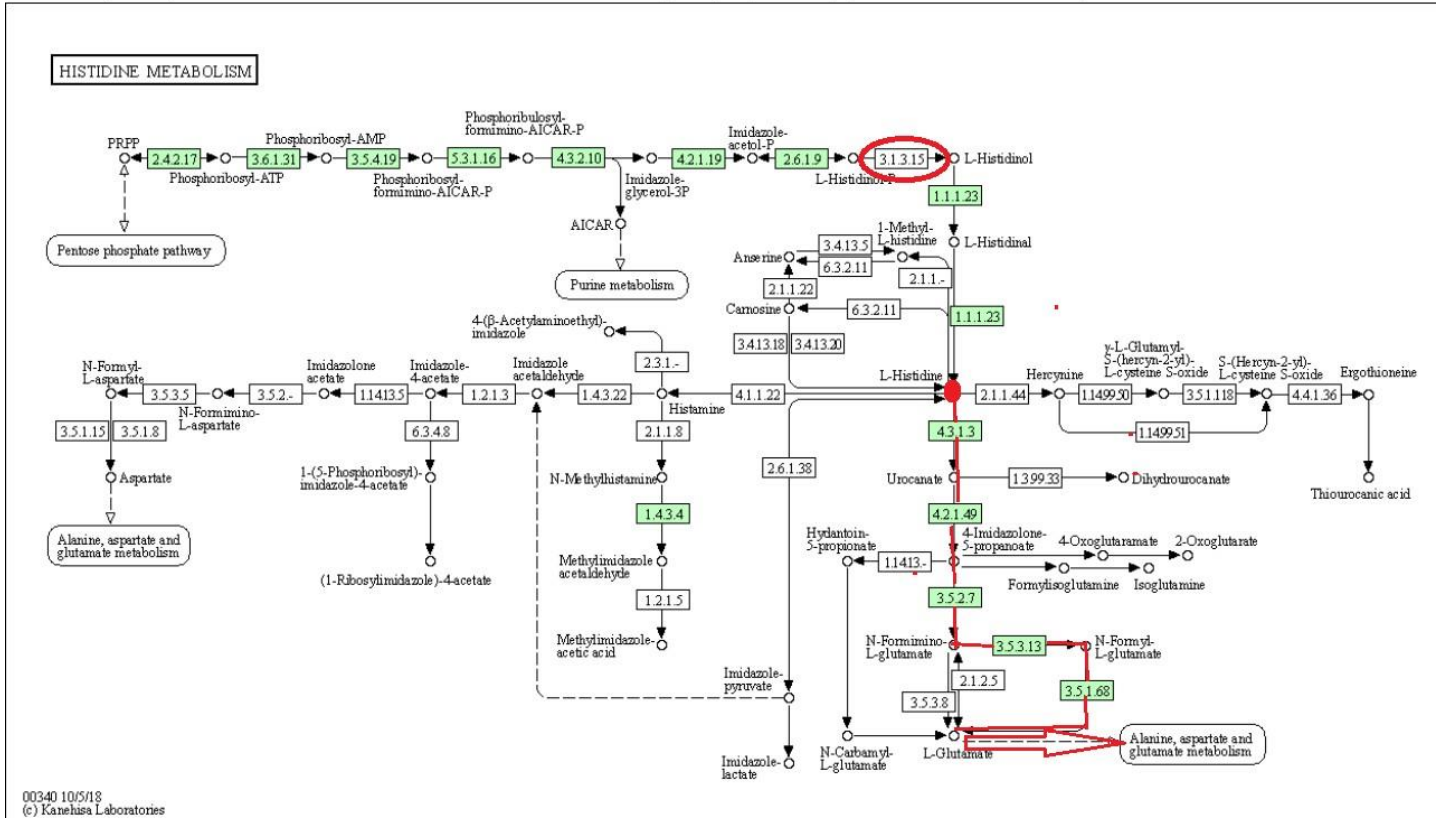 HISTIDINE METABOLISM
Phosphoribulosyl-
formimino-AICAR-P
Phosphoribosyl-AMP
Imidazole-
acetol-P
PRPP
2.4.2.17
3.6.1.31
3.5.4.19
5.3.1.16
4.3.2.10
4.2.1.19
2.6.1.9
3.1.3.15
L-Histidinol
Phosphoribosyl-ATP
Phosphoribosyl-
formimino-AICAR-P
Imidazole-
glycerol-3P
L-Histidinol-P
1.1.1.23
AICAR
1-Methyl-
L-histidine
L-Histidinal
Pentose phosphate pathway
Purine metabolism
Anserine
3.4.13.5
6.3.2.11
2.1.1.-
2.1.1.22
Carnosine
6.3.2.11
1.1.1.23
4-(β-Acetylaminoethyl)-
imidazole
3.4.13.18
3.4.13.20
2.3.1.-
N-Formyl-
L-aspartate
Imidazolone
acetate
Imidazole-
4-acetate
Imidazole
acetaldehyde
L-Histidine
Hercynine
γ-L-Glutamyl-
S-(hercyn-2-yl)-
L-cysteine S-oxide
S-(Hercyn-2-yl)-
L-cysteine S-oxide
Ergothioneine
3.5.3.5
3.5.2.-
1.14.13.5
1.2.1.3
1.4.3.22
4.1.1.22
2.1.1.44
1.14.99.50
3.5.1.118
4.4.1.36
N-Formimino-
L-aspartate
Histamine
1.14.99.51
3.5.1.15
3.5.1.8
6.3.4.8
2.1.1.8
4.3.1.3
2.6.1.38
Aspartate
1-(5-Phosphoribosyl)-
imidazole-4-acetate
N-Methylhistamine
Urocanate
1.3.99.33
Dihydrourocanate
Thiourocanic acid
1.4.3.4
4.2.1.49
Alanine, aspartate and
glutamate metabolism
Hydantoin-
5-propionate
4-Imidazolone-
5-propanoate
4-Oxoglutaramate
2-Oxoglutarate
(1-Ribosylimidazole)-4-acetate
Methylimidazole
acetaldehyde
1.14.13.-
Formylisoglutamine
Isoglutamine
1.2.1.5
3.5.2.7
Methylimidazole-
acetic acid
N-Formimino-
L-glutamate
3.5.3.13
N-Formyl-
L-glutamate
Imidazole-
pyruvate
2.1.2.5
3.5.3.8
3.5.1.68
N-Carbamyl-
L-glutamate
L-Glutamate
Alanine, aspartate and
glutamate metabolism
Imidazole-
lactate
00340 10/5/18
(c) Kanehisa Laboratories